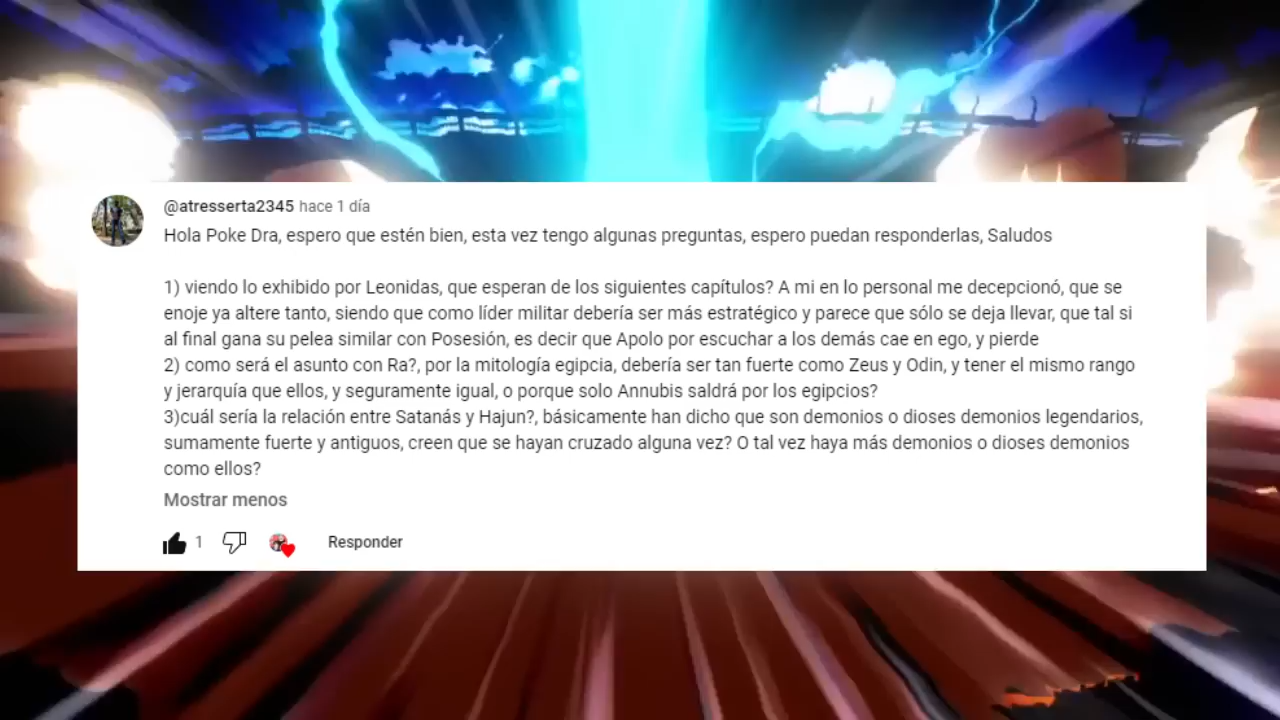 @atresserta2345 hace 1 día
Hola Poke Dra, espero que estén bien, esta vez tengo algunas preguntas, espero puedan responderlas, Saludos
1) viendo lo exhibido por Leonidas, que esperan de los siguientes capítulos? A mi en lo personal me decepcionó, que se
enoje ya altere tanto, siendo que como líder militar debería ser más estratégico y parece que sólo se deja llevar, que tal si
al final gana su pelea similar con Posesión, es decir que Apolo por escuchar a los demás cae en ego, y pierde
2) como será el asunto con Ra?, por la mitología egipcia, debería ser tan fuerte como Zeus y Odin, y tener el mismo rango
y jerarquía que ellos, y seguramente igual, o porque solo Annubis saldrá por los egipcios?
3)cuál sería la relación entre Satanás y Hajun?, básicamente han dicho que son demonios o dioses demonios legendarios,
sumamente fuerte y antiguos, creen que se hayan cruzado alguna vez? O tal vez haya más demonios o dioses demonios
como ellos?
Mostrar menos
1 Responder